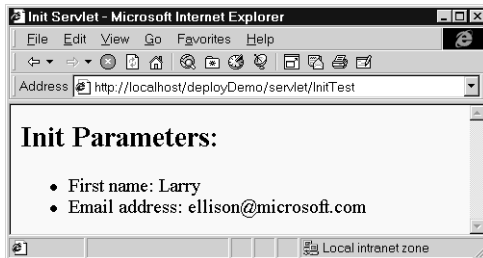 Init Servlet - Microsoft Internet Explorer
File Edit View Go Favorites Help
Address http://localhost/deployDemo/servlet/InitTest
Init Parameters:
• First name: Larry
• Email address: ellison@microsoft.com
Local intranet zone